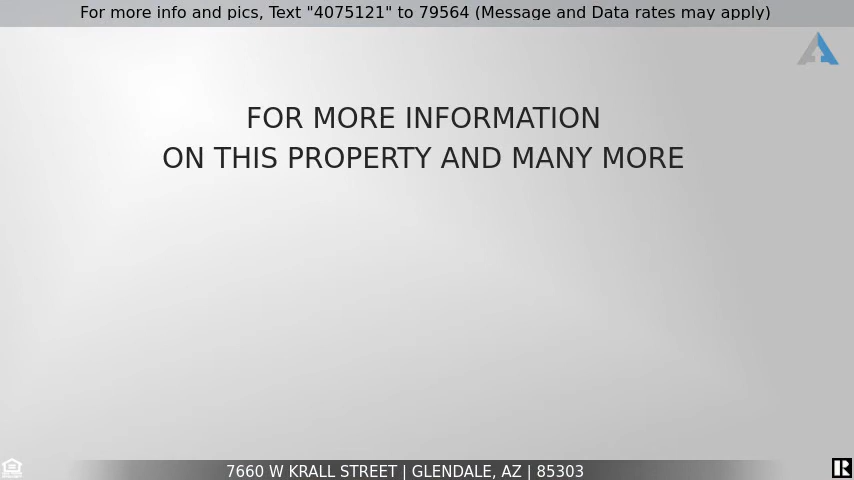 For more info and pics, Text "4075121" to 79564 (Message and Data rates may apply)
FOR MORE INFORMATION
ON THIS PROPERTY AND MANY MORE
7660 W KRALL STREET | GLENDALE, AZ | 85303